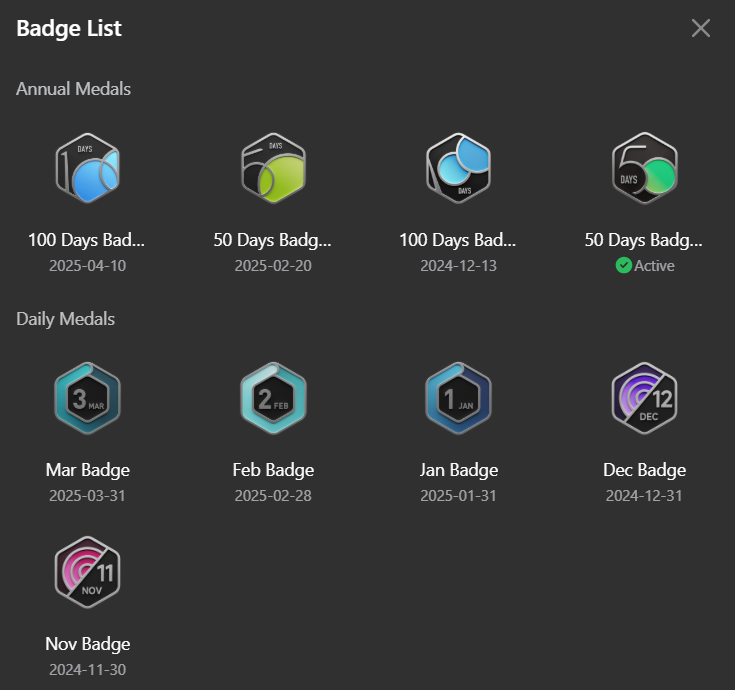 Badge List
Annual Medals
DAYS
DAYS
DAYS
5 DAYS
100 Days Bad...
50 Days Badg...
100 Days Bad...
50 Days Badg...
2025-04-10
2025-02-20
2024-12-13
Active
Daily Medals
3 MAR
2 FEB
1 JAN
12 DEC
Mar Badge
Feb Badge
Jan Badge
Dec Badge
2025-03-31
2025-02-28
2025-01-31
2024-12-31
11 NOV
Nov Badge
2024-11-30